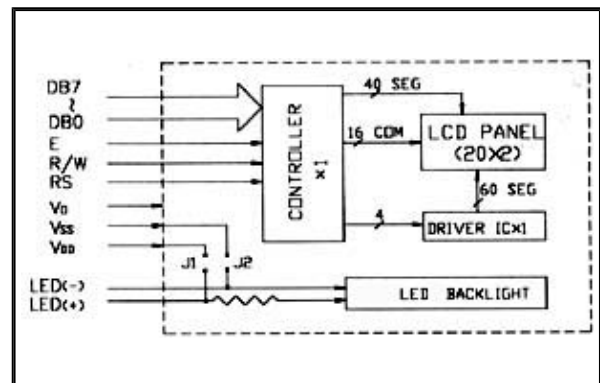 DB7
~
DB0
E
R/W
RS
Vo
Vss
VDD
LED(-)
LED(+)
J1
J2
CONTROLLER
x1
40 SEG
16 COM
4
LCD PANEL
(20x2)
60 SEG
DRIVER ICx1
LED BACKLIGHT